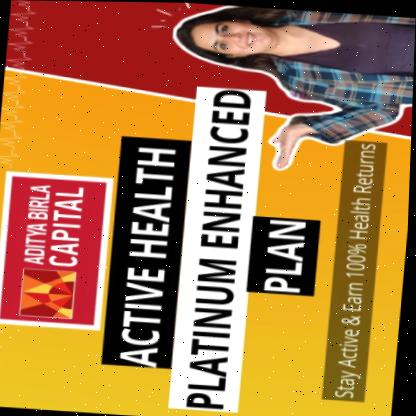 ADITYA BIRLA
CAPITAL
ACTIVE HEALTH
PLATINUM ENHANCED
PLAN
Stay Active & Earn 100% Health Returns